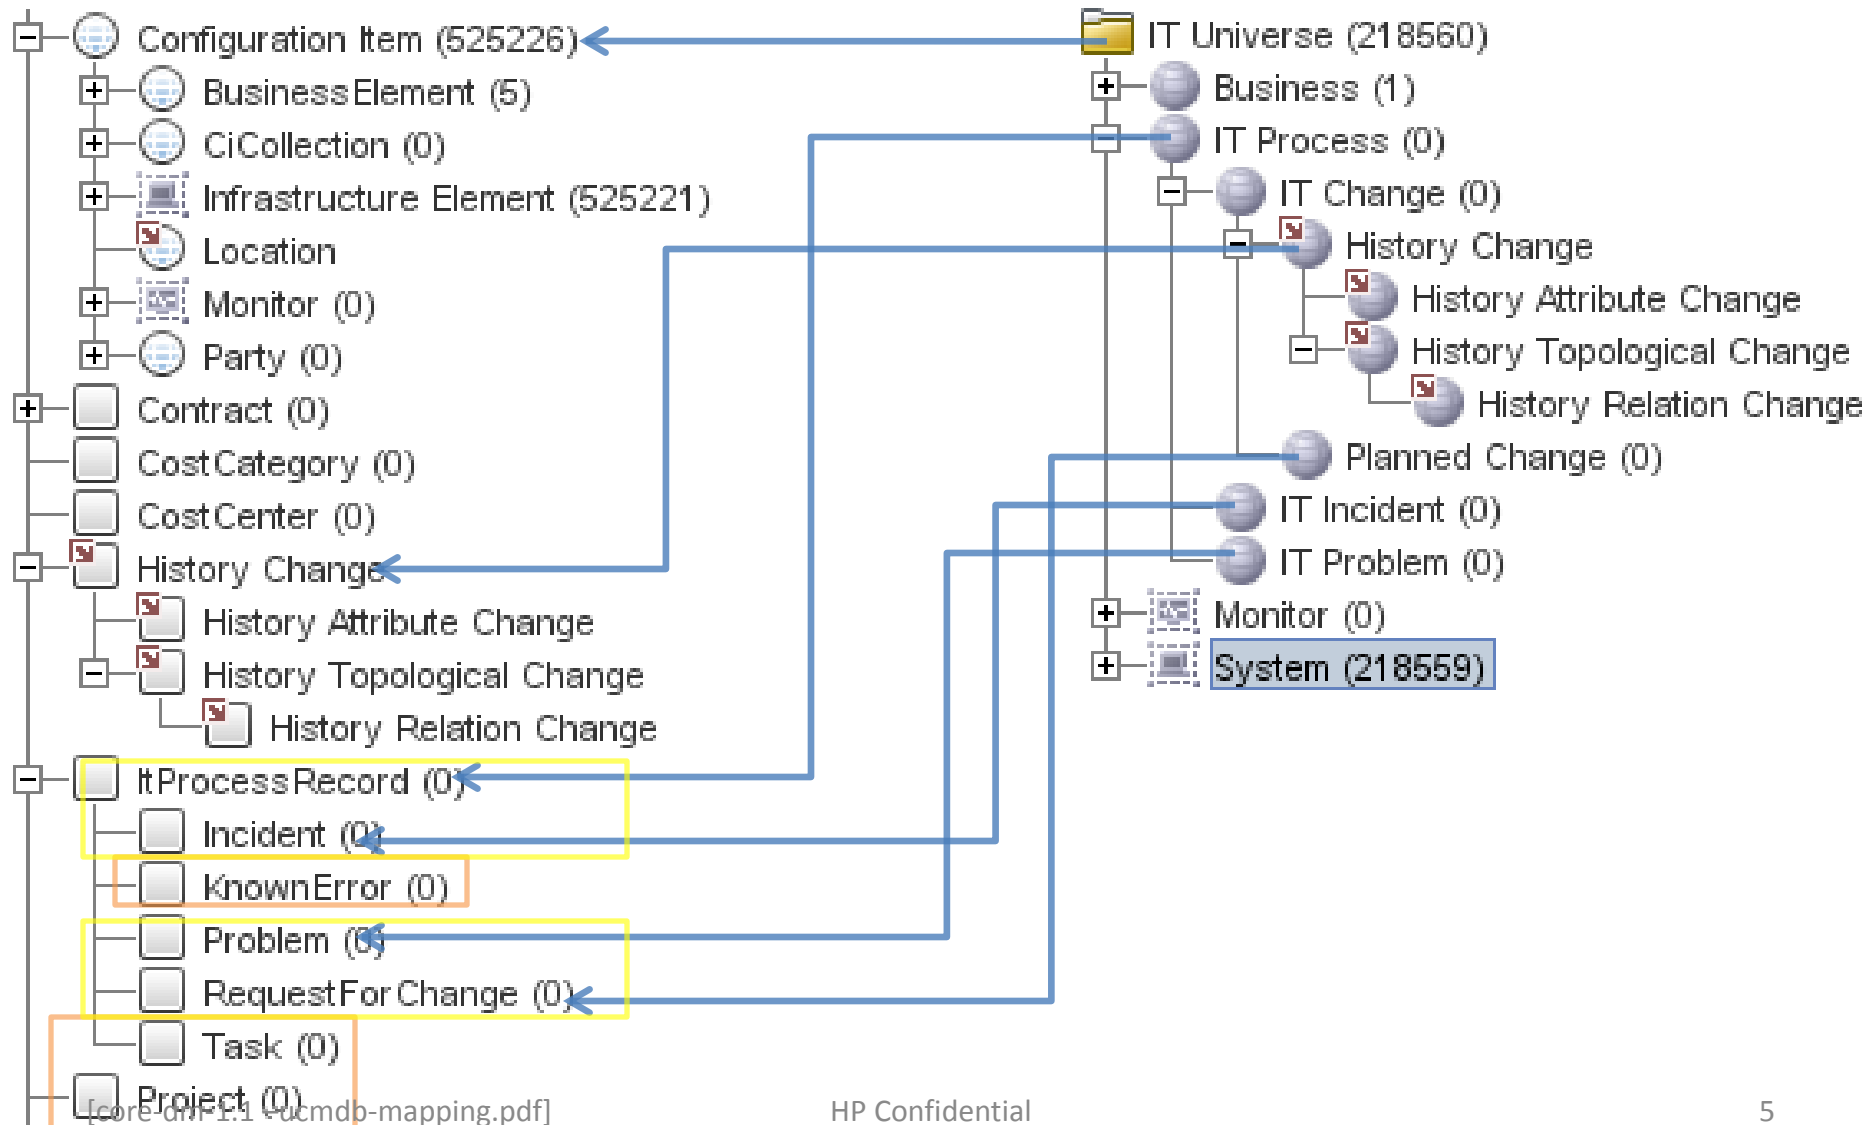 Configuration Item (525226)
BusinessElement (5)
CiCollection (0)
Infrastructure Element (525221)
Location
Monitor (0)
Party (0)
Contract (0)
CostCategory (0)
CostCenter (0)
History Change
History Attribute Change
History Topological Change
History Relation Change
ItProcessRecord (0)
Incident (0)
KnownError (0)
Problem (0)
RequestForChange (0)
Task (0)
Project (0)
IT Universe (218560)
Business (1)
IT Process (0)
IT Change (0)
History Change
History Attribute Change
History Topological Change
History Relation Change
Planned Change (0)
IT Incident (0)
IT Problem (0)
Monitor (0)
System (218559)
[core-dm-1.1 -ucmdb-mapping.pdf]
HP Confidential
5